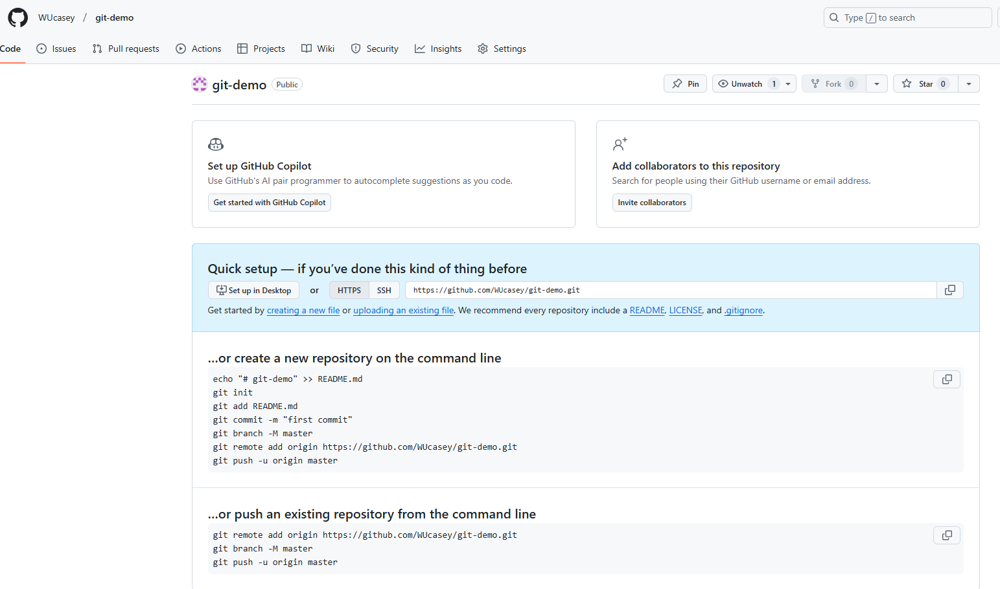 WUcasey / git-demo
Type / to search
Code Issues Pull requests Actions Projects Wiki Security Insights Settings
git-demo Public
Pin Unwatch 1 Fork 0 Star 0
Set up GitHub Copilot
Use GitHub's AI pair programmer to autocomplete suggestions as you code.
Get started with GitHub Copilot
Add collaborators to this repository
Search for people using their GitHub username or email address.
Invite collaborators
Quick setup — if you’ve done this kind of thing before
Set up in Desktop or HTTPS SSH https://github.com/WUcasey/git-demo.git
Get started by creating a new file or uploading an existing file. We recommend every repository include a README, LICENSE, and .gitignore.
…or create a new repository on the command line
echo "# git-demo" >> README.md
git init
git add README.md
git commit -m "first commit"
git branch -M master
git remote add origin https://github.com/WUcasey/git-demo.git
git push -u origin master
…or push an existing repository from the command line
git remote add origin https://github.com/WUcasey/git-demo.git
git branch -M master
git push -u origin master